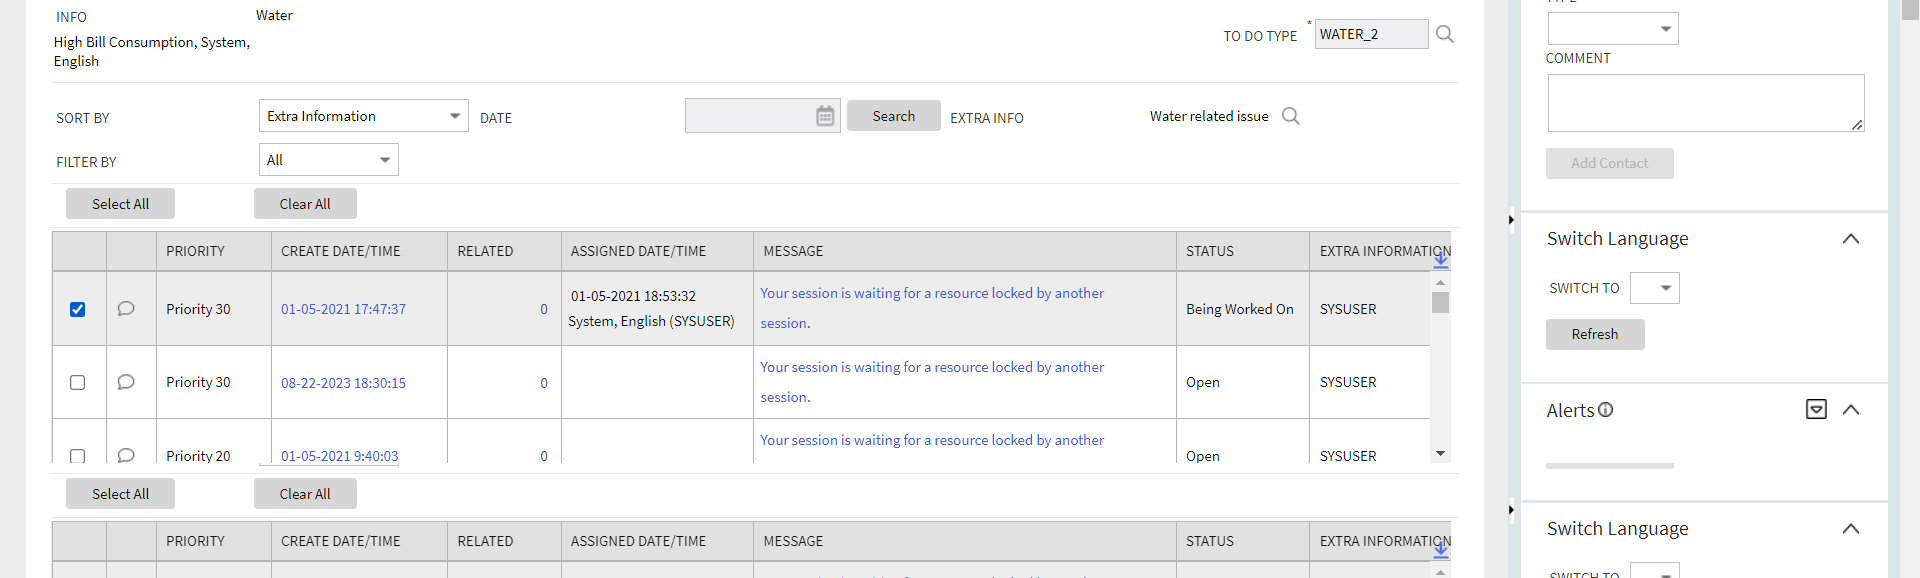 INFO
Water
High Bill Consumption, System,
English
TO DO TYPE * WATER_2
SORT BY Extra Information DATE Search EXTRA INFO Water related issue
FILTER BY All
Select All Clear All
PRIORITY CREATE DATE/TIME RELATED ASSIGNED DATE/TIME MESSAGE STATUS EXTRA INFORMATION
Priority 30 01-05-2021 17:47:37 0 01-05-2021 18:53:32
System, English (SYSUSER)
Your session is waiting for a resource locked by another
session.
Being Worked On SYSUSER
Priority 30 08-22-2023 18:30:15 0
Your session is waiting for a resource locked by another
session.
Open SYSUSER
Priority 20 01-05-2021 9:40:03 0
Your session is waiting for a resource locked by another
Open SYSUSER
Select All Clear All
PRIORITY CREATE DATE/TIME RELATED ASSIGNED DATE/TIME MESSAGE STATUS EXTRA INFORMATION
COMMENT
Add Contact
Switch Language
SWITCH TO
Refresh
Alerts
Switch Language
SWITCH TO